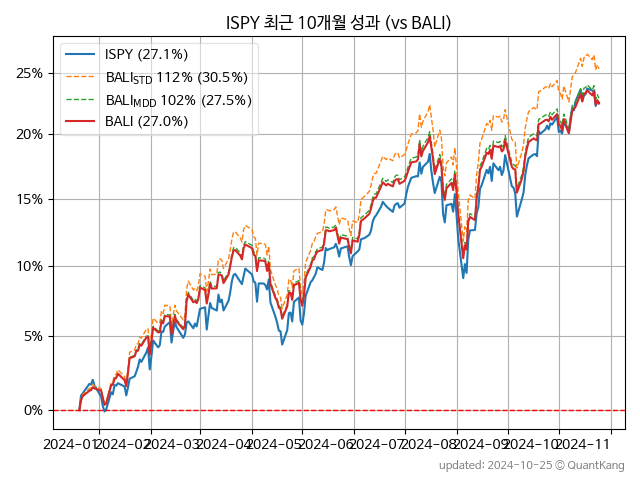 ISPY 최근 10개월 성과 (vs BALI)
ISPY (27.1%)
BALI_STD 112% (30.5%)
BALI_MDD 102% (27.5%)
BALI (27.0%)
25%
20%
15%
10%
5%
0%
2024-01 2024-02 2024-03 2024-04 2024-05 2024-06 2024-07 2024-08 2024-09 2024-10 2024-11
updated: 2024-10-25 © QuantKang